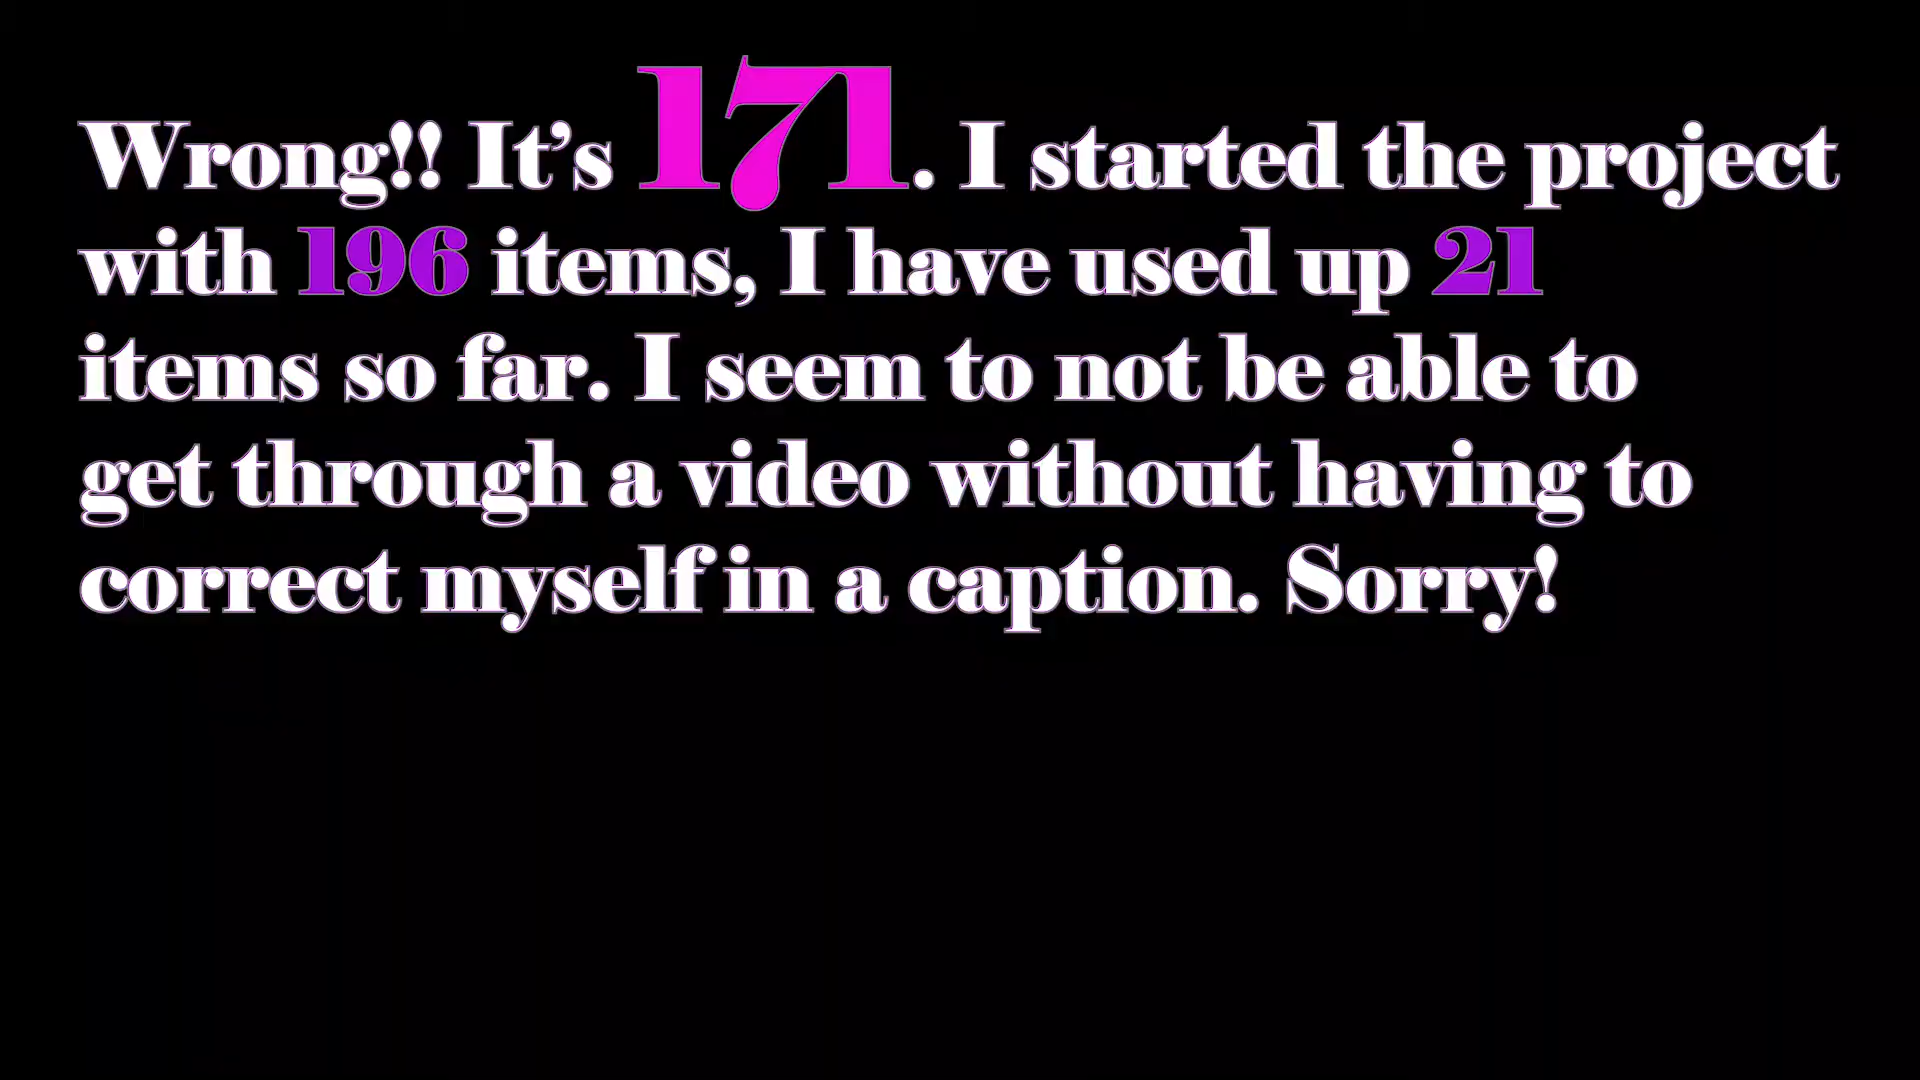 Wrong!! It’s 171. I started the project
with 196 items, I have used up 21
items so far. I seem to not be able to
get through a video without having to
correct myself in a caption. Sorry!